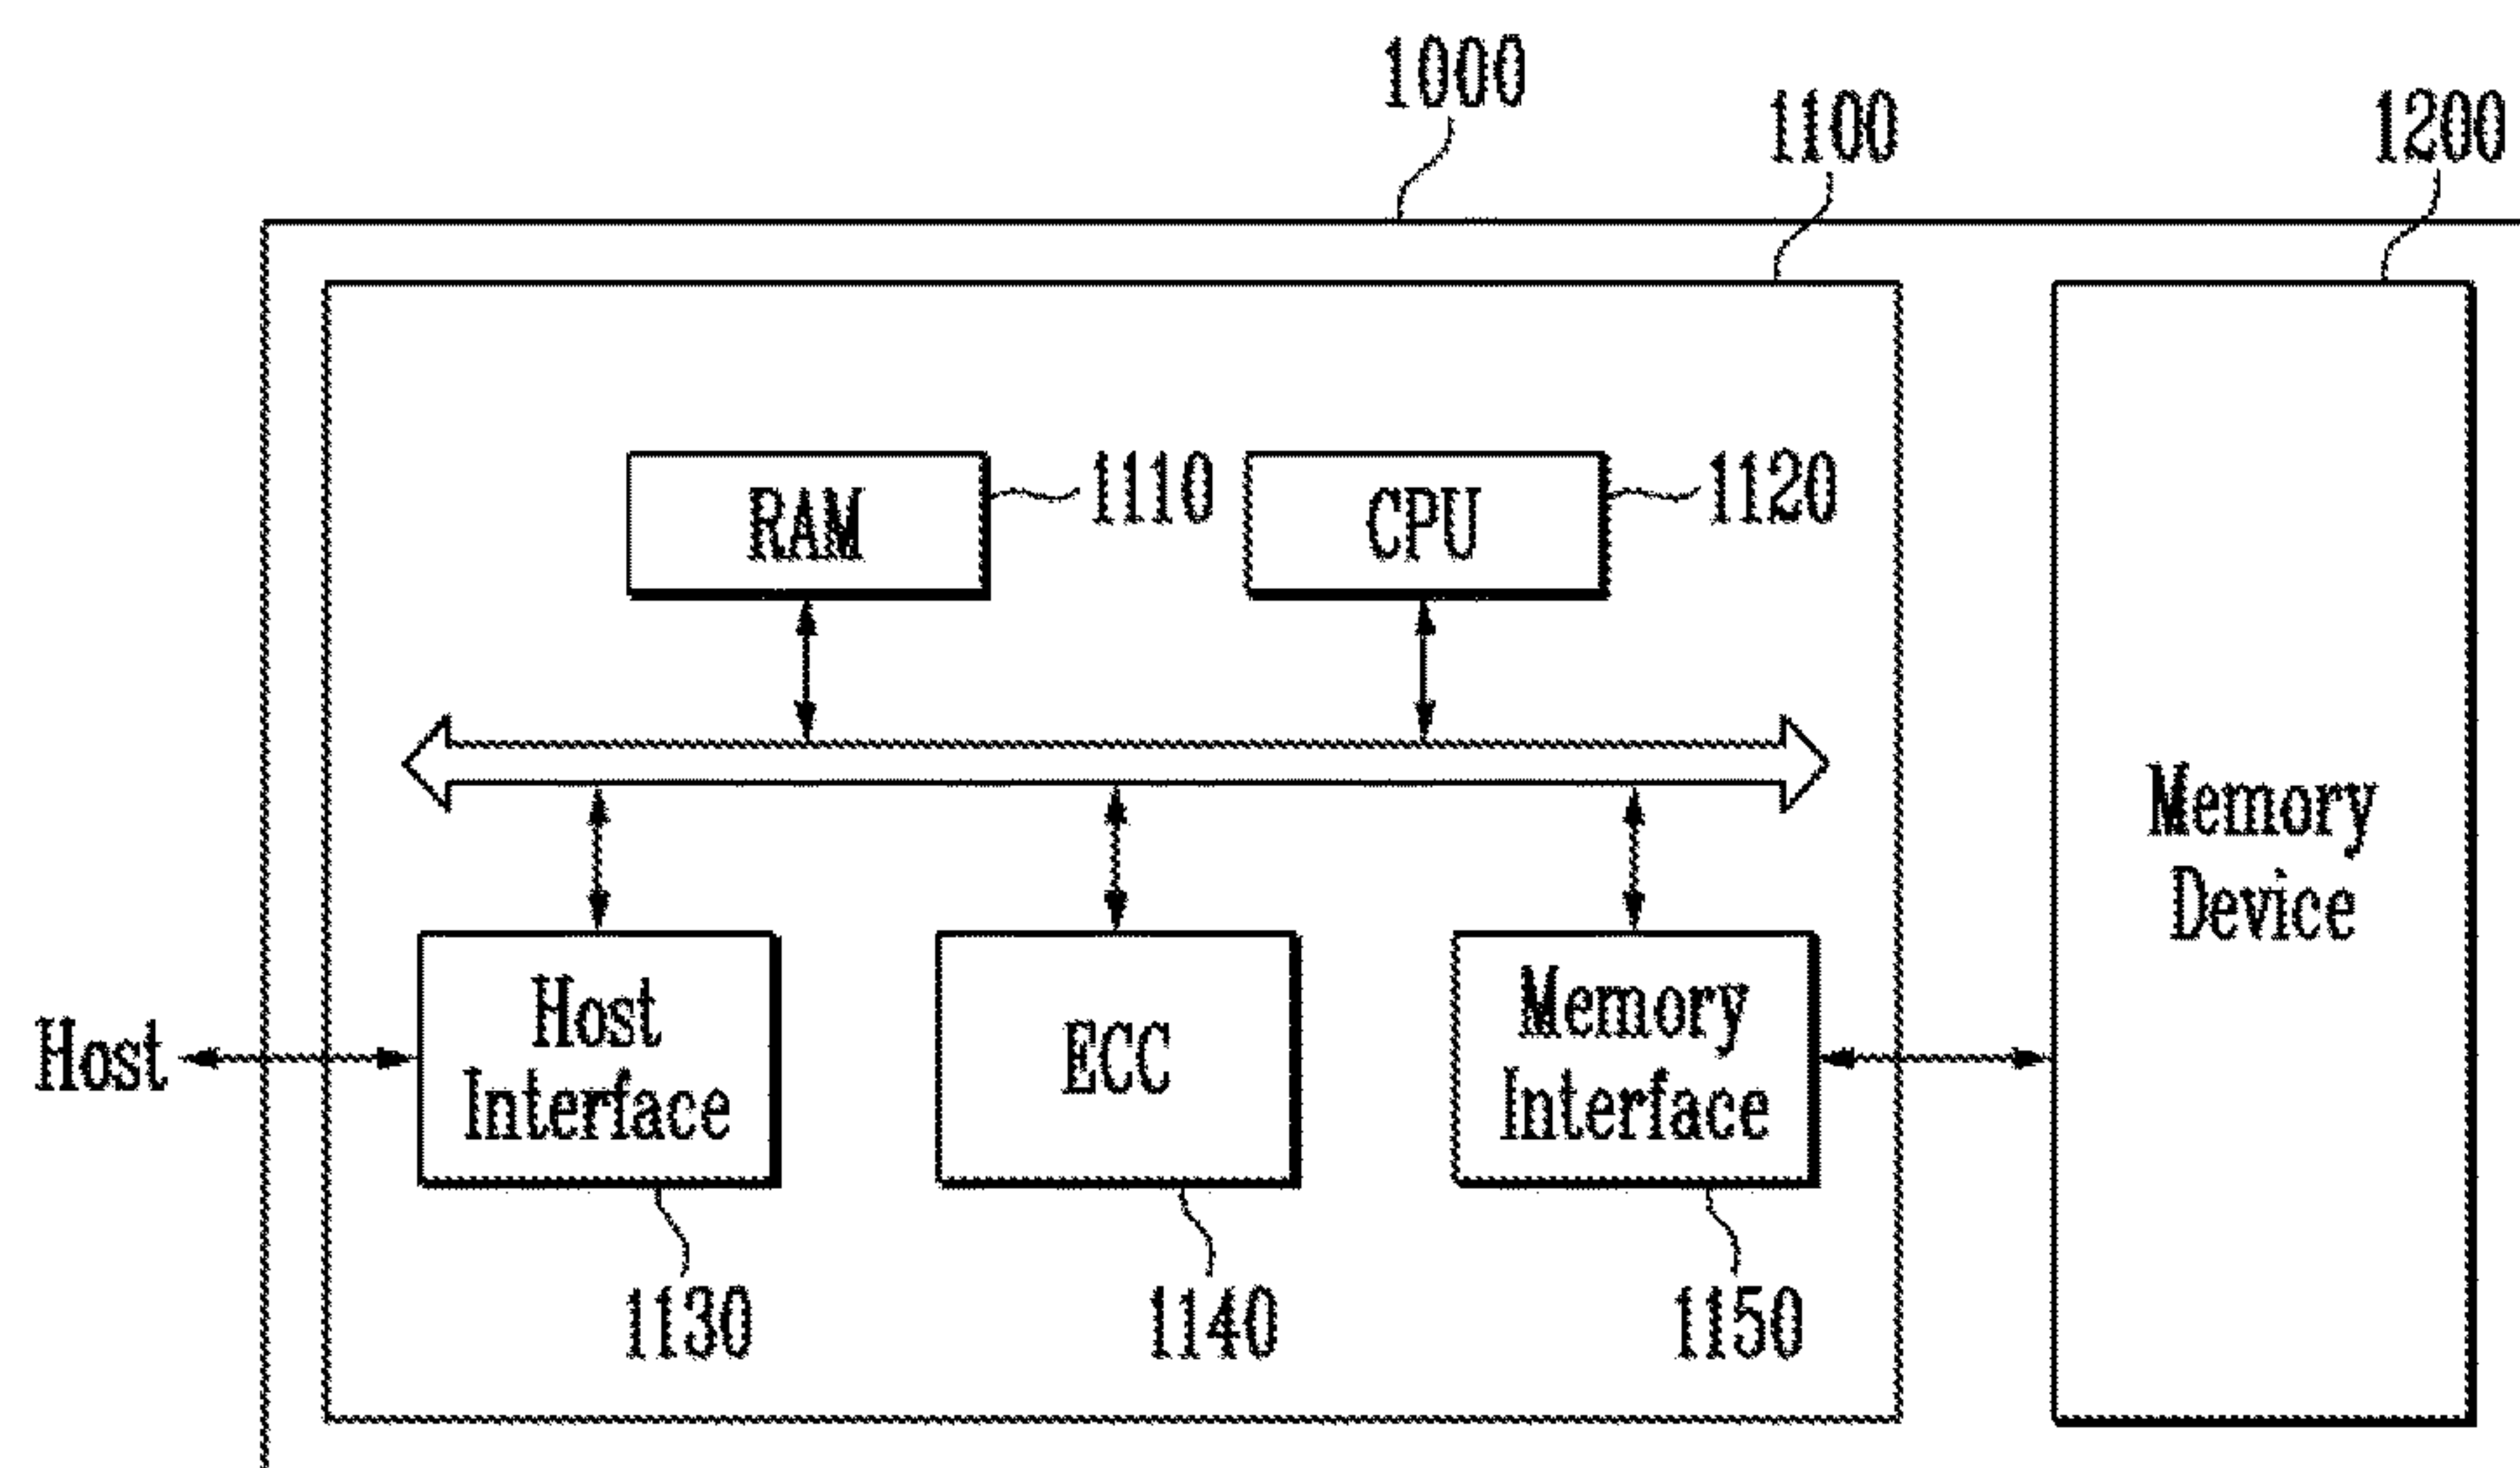 1000
1100
1200
RAM
1110
CPU
1120
Memory
Device
Host
Host
Interface
ECC
Memory
Interface
1130
1140
1150